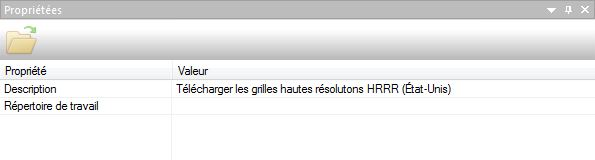 Propriétées
Propriété Valeur
Description Télécharger les grilles hautes résolutons HRRR (État-Unis)
Répertoire de travail